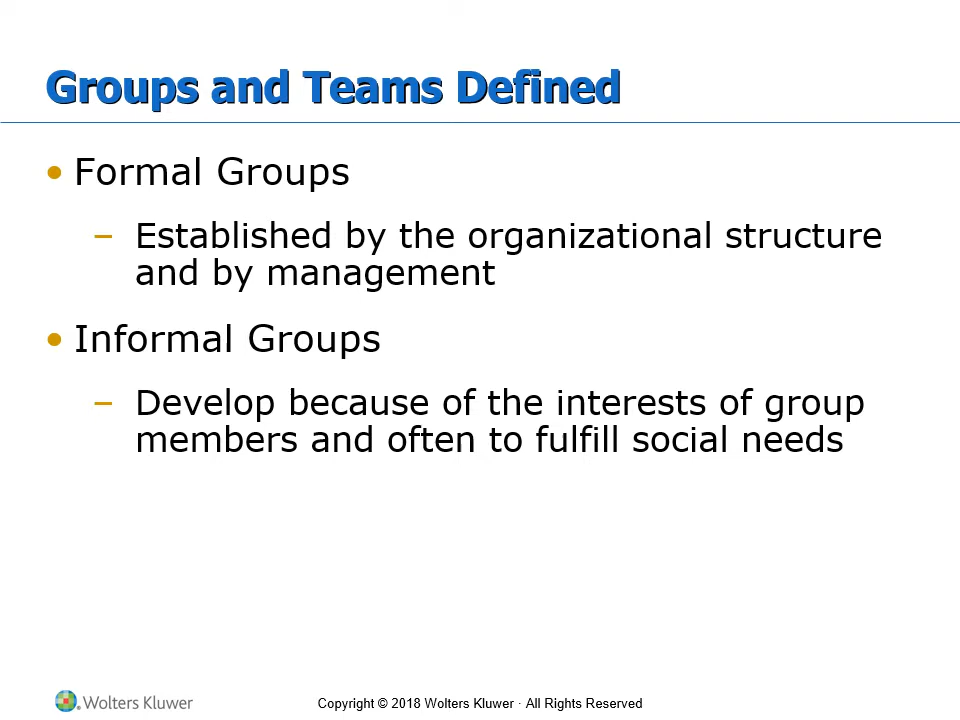 Groups and Teams Defined
• Formal Groups
– Established by the organizational structure
and by management
• Informal Groups
– Develop because of the interests of group
members and often to fulfill social needs
Wolters Kluwer
Copyright © 2018 Wolters Kluwer · All Rights Reserved